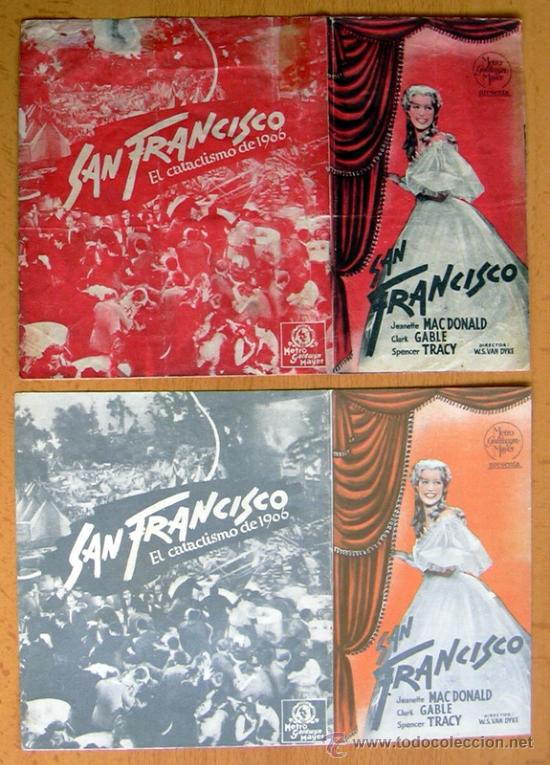 SAN FRANCISCO
El cataclismo de 1906
Metro
Goldwyn
Mayer
Metro
Goldwyn
Mayer
presenta
SAN
FRANCISCO
Jeanette MACDONALD
Clark GABLE
Spencer TRACY
DIRECTOR:
W.S. VAN DYKE
SAN FRANCISCO
El cataclismo de 1906
Metro
Goldwyn
Mayer
Metro
Goldwyn
Mayer
presenta
SAN
FRANCISCO
Jeanette MACDONALD
Clark GABLE
Spencer TRACY
DIRECTOR:
W.S. VAN DYKE
www.todocoleccion.net